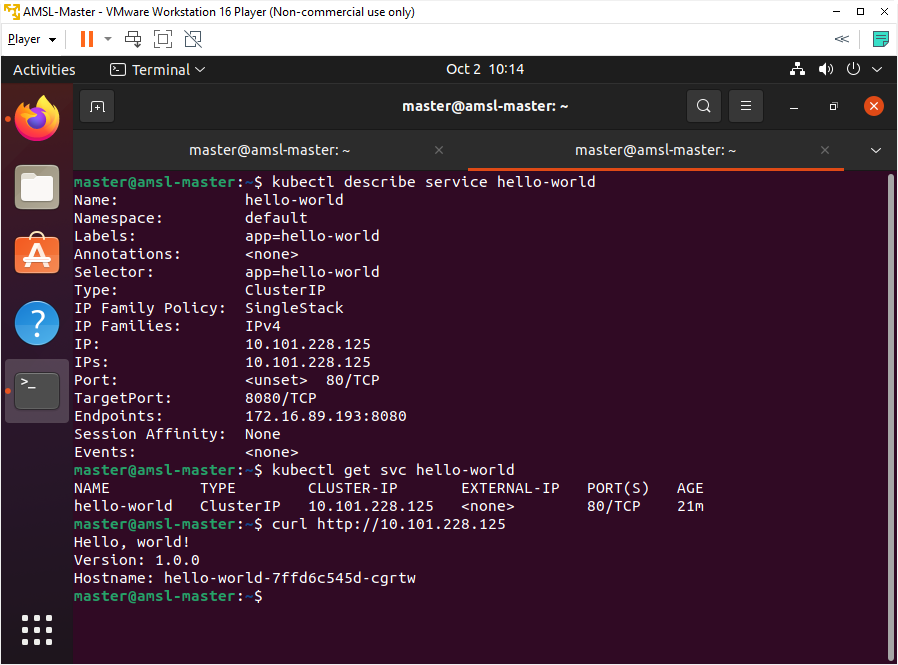 AMSL-Master - VMware Workstation 16 Player (Non-commercial use only)
Player
Activities Terminal Oct 2 10:14
master@amsl-master: ~
master@amsl-master: ~ master@amsl-master: ~
master@amsl-master:~$ kubectl describe service hello-world
Name: hello-world
Namespace: default
Labels: app=hello-world
Annotations: <none>
Selector: app=hello-world
Type: ClusterIP
IP Family Policy: SingleStack
IP Families: IPv4
IP: 10.101.228.125
IPs: 10.101.228.125
Port: <unset> 80/TCP
TargetPort: 8080/TCP
Endpoints: 172.16.89.193:8080
Session Affinity: None
Events: <none>
master@amsl-master:~$ kubectl get svc hello-world
NAME TYPE CLUSTER-IP EXTERNAL-IP PORT(S) AGE
hello-world ClusterIP 10.101.228.125 <none> 80/TCP 21m
master@amsl-master:~$ curl http://10.101.228.125
Hello, world!
Version: 1.0.0
Hostname: hello-world-7ffd6c545d-cgrtw
master@amsl-master:~$